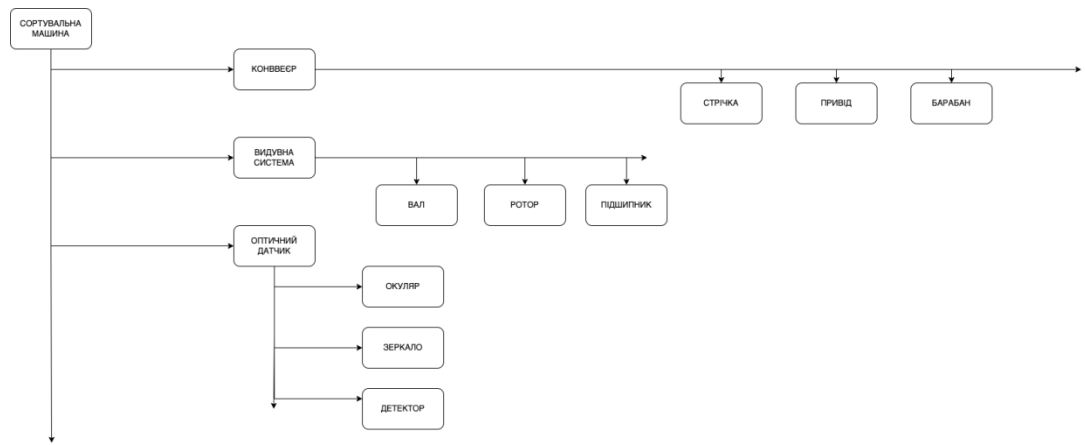 СОРТУВАЛЬНА
МАШИНА
КОНВВЕЄР
СТРІЧКА
ПРИВІД
БАРАБАН
ВИДУВНА
СИСТЕМА
ВАЛ
РОТОР
ПІДШИПНИК
ОПТИЧНИЙ
ДАТЧИК
ОКУЛЯР
ЗЕРКАЛО
ДЕТЕКТОР